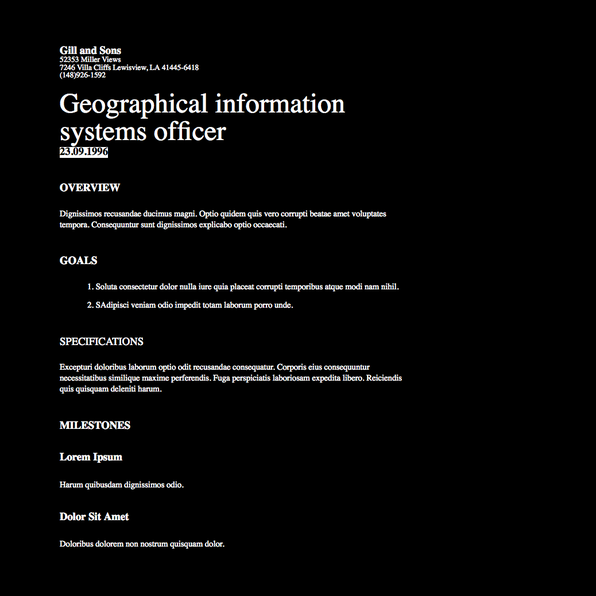 Gill and Sons
52353 Miller Views
7246 Villa Cliffs Lewisview, LA 41445-6418
(148)926-1592
Geographical information
systems officer
23.09.1996
OVERVIEW
Dignissimos recusandae ducimus magni. Optio quidem quis vero corrupti beatae amet voluptates
tempora. Consequuntur sunt dignissimos explicabo optio occaecati.
GOALS
1. Soluta consectetur dolor nulla iure quia placeat corrupti temporibus atque modi nam nihil.
2. SAdipisci veniam odio impedit totam laborum porro unde.
SPECIFICATIONS
Excepturi doloribus laborum optio odit recusandae consequatur. Corporis eius consequuntur
necessitatibus similique maxime perferendis. Fuga perspiciatis laboriosam expedita libero. Reiciendis
quis quisquam deleniti harum.
MILESTONES
Lorem Ipsum
Harum quibusdam dignissimos odio.
Dolor Sit Amet
Doloribus dolorem non nostrum quisquam dolor.